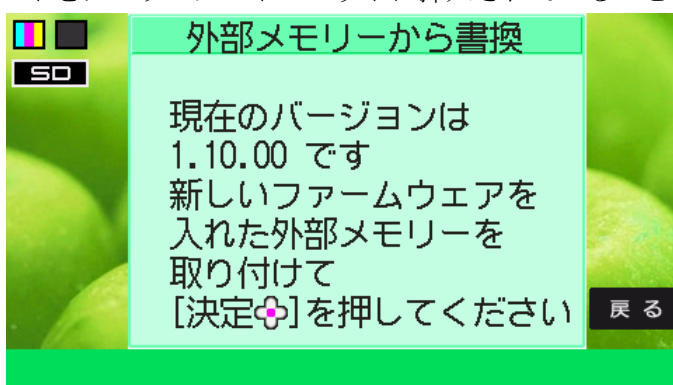 外部メモリーから書換
SD
現在のバージョンは
1.10.00 です
新しいファームウェアを
入れた外部メモリーを
取り付けて
[決定]を押してください
戻る